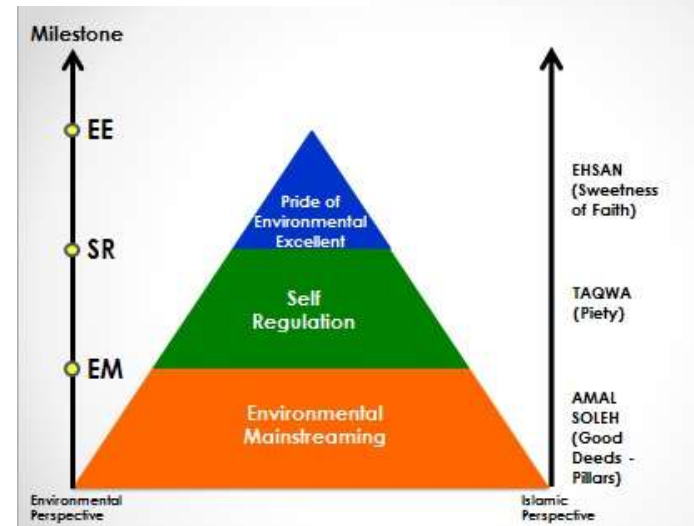 Milestone
EE
SR
EM
Pride of
Environmental
Excellent
Self
Regulation
Environmental
Mainstreaming
EHSAN
(Sweetness
of Faith)
TAQWA
(Piety)
AMAL
SOLEH
(Good
Deeds -
Pillars)
Environmental
Perspective
Islamic
Perspective